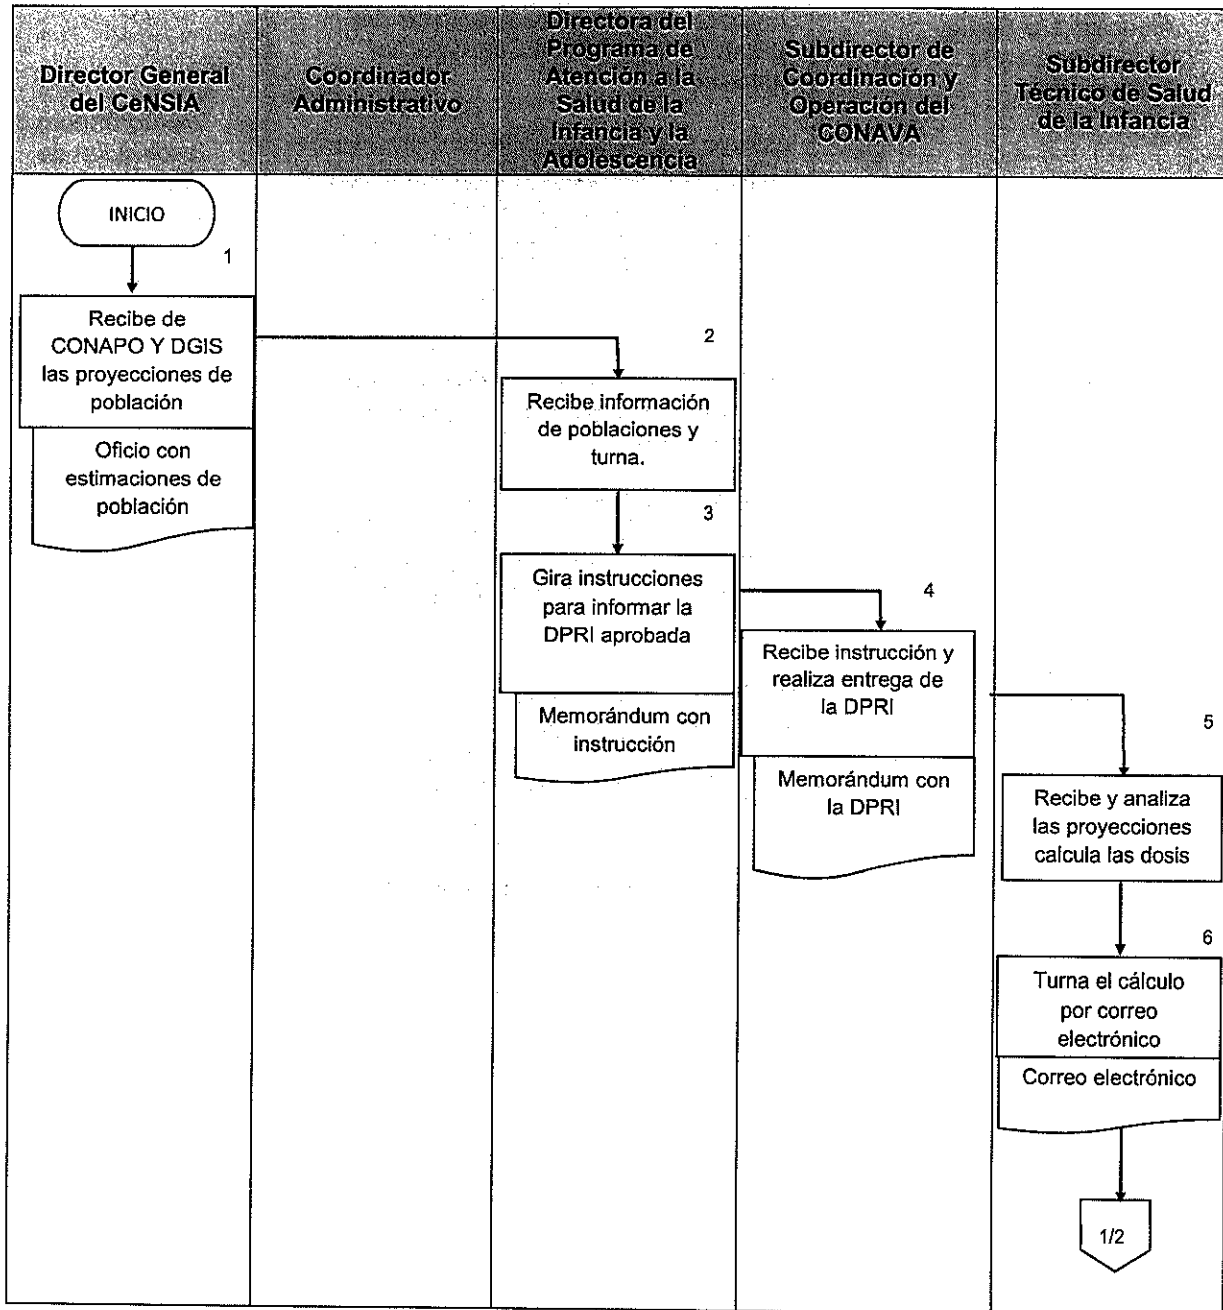 Director General
del CeNSIA
Coordinador
Administrativo
Directora del
Programa de
Atención a la
Salud de la
Infancia y la
Adolescencia
Subdirector de
Coordinación y
Operación del
CONAVA
Subdirector
Técnico de Salud
de la Infancia
INICIO
1
Recibe de
CONAPO Y DGIS
las proyecciones de
población
Oficio con
estimaciones de
población
2
Recibe información
de poblaciones y
turna.
3
Gira instrucciones
para informar la
DPRI aprobada
Memorándum con
instrucción
4
Recibe instrucción y
realiza entrega de
la DPRI
Memorándum con
la DPRI
5
Recibe y analiza
las proyecciones
calcula las dosis
6
Turna el cálculo
por correo
electrónico
Correo electrónico
1/2